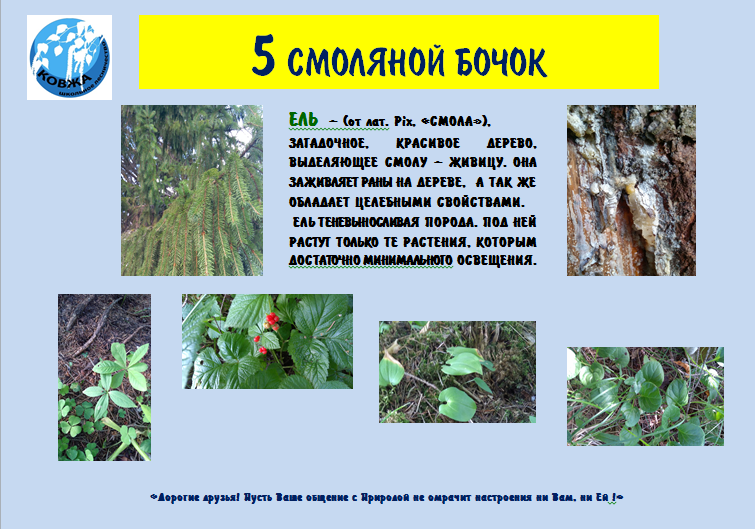 КОВЖА
школьное лесничество
5 СМОЛЯНОЙ БОЧОК
ЕЛЬ – (от лат. Pix, «СМОЛА»),
ЗАГАДОЧНОЕ, КРАСИВОЕ ДЕРЕВО,
ВЫДЕЛЯЮЩЕЕ СМОЛУ – ЖИВИЦУ. ОНА
ЗАЖИВЛЯЕТ РАНЫ НА ДЕРЕВЕ, А ТАК ЖЕ
ОБЛАДАЕТ ЦЕЛЕБНЫМИ СВОЙСТВАМИ.
ЕЛЬ ТЕНЕВЫНОСЛИВАЯ ПОРОДА. ПОД НЕЙ
РАСТУТ ТОЛЬКО ТЕ РАСТЕНИЯ, КОТОРЫМ
ДОСТАТОЧНО МИНИМАЛЬНОГО ОСВЕЩЕНИЯ.
«Дорогие друзья! Пусть Ваше общение с Природой не омрачит настроения ни Вам, ни Ей !»